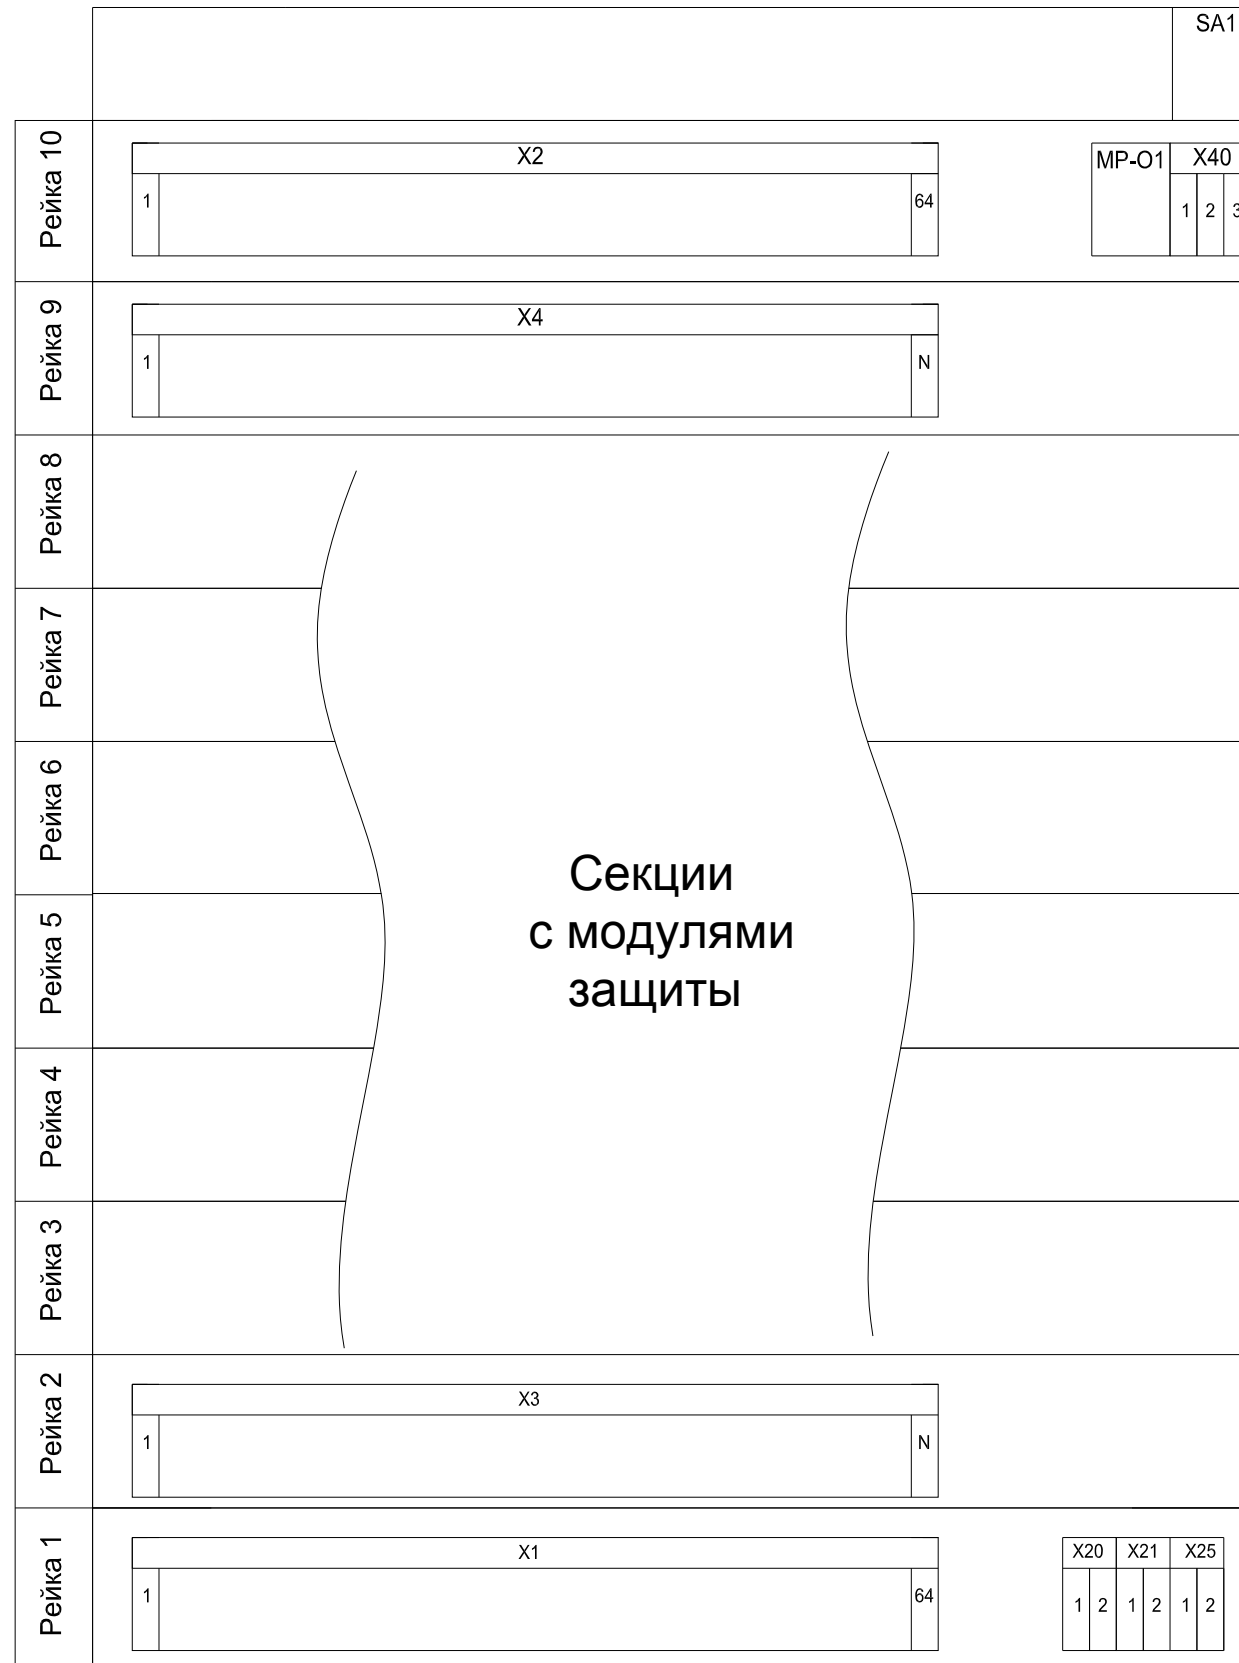 SA1
Рейка 10
X2
1
64
MP-O1
X40
1 2 3
Рейка 9
X4
1
N
Рейка 8
Рейка 7
Рейка 6
Секции
с модулями
защиты
Рейка 5
Рейка 4
Рейка 3
Рейка 2
X3
1
N
Рейка 1
X1
1
64
X20 X21 X25
1 2 1 2 1 2